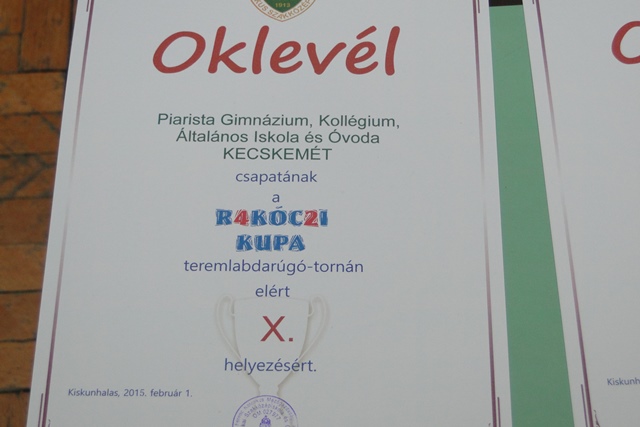 Oklevél
Piarista Gimnázium, Kollégium,
Általános Iskola és Óvoda
KECSKEMÉT
csapatának
a
R4KÓCZI
KUPA
teremlabdarúgó-tornán
elért
X.
helyezésért.
Kiskunhalas, 2015. február 1.